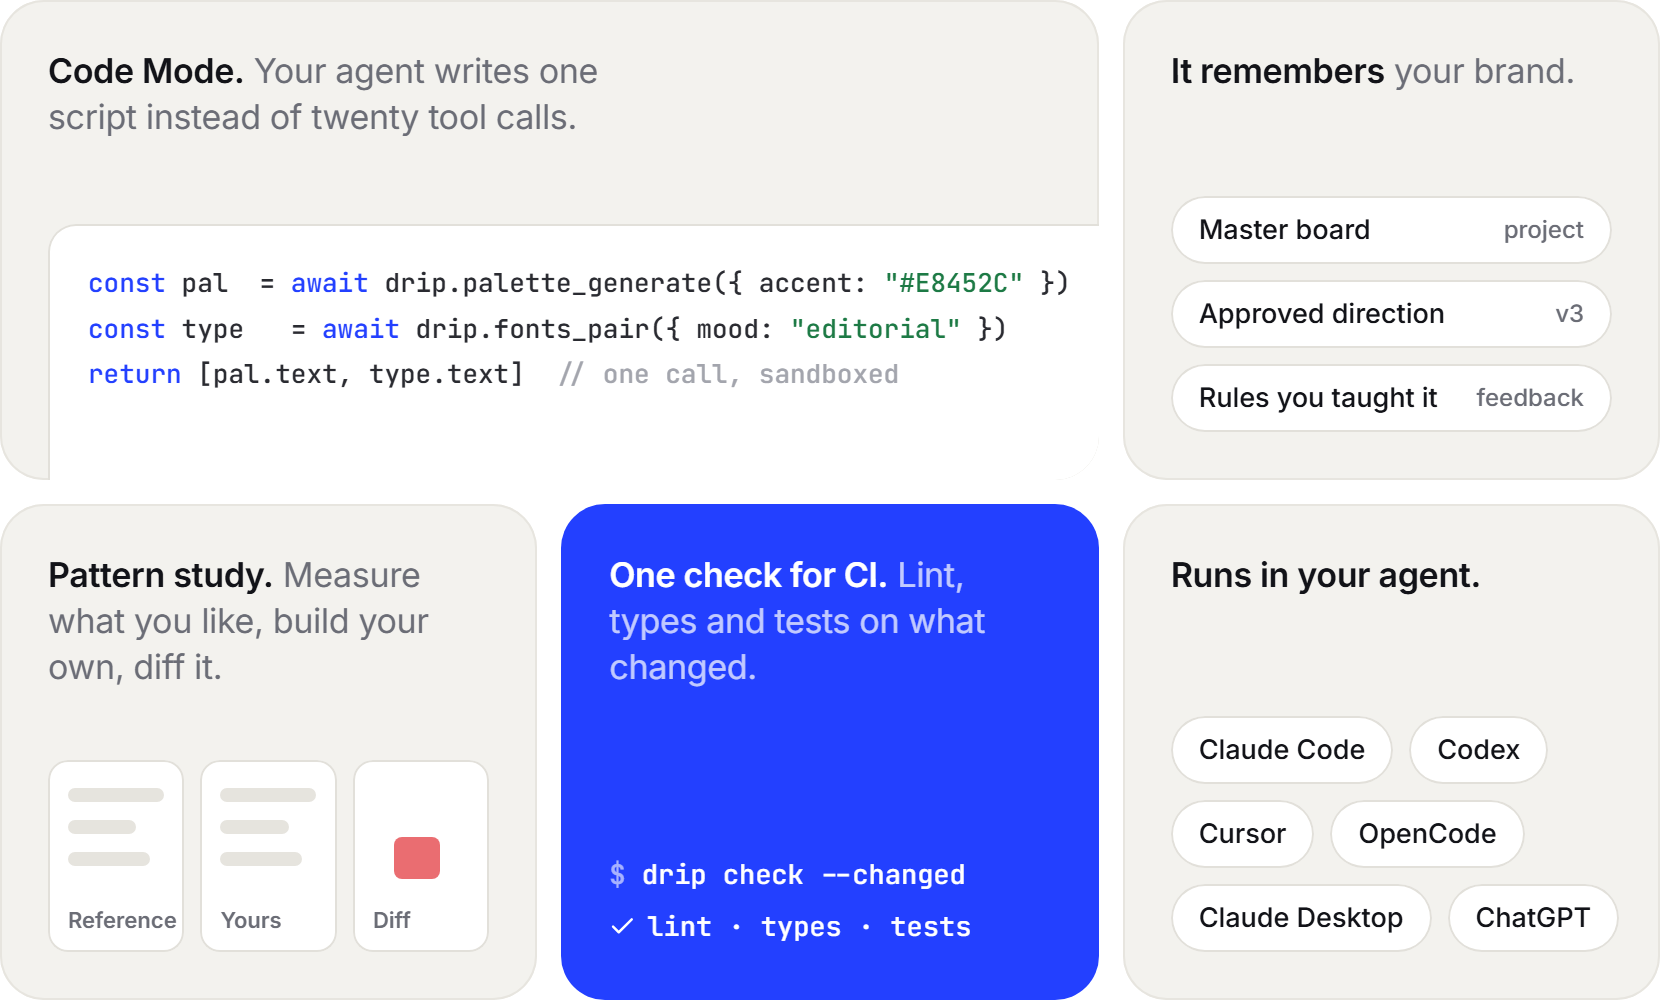 Code Mode. Your agent writes one
script instead of twenty tool calls.
const pal  = await drip.palette_generate({ accent: "#E8452C" })
const type   = await drip.fonts_pair({ mood: "editorial" })
return [pal.text, type.text]  // one call, sandboxed
It remembers your brand.
Master board project
Approved direction v3
Rules you taught it feedback
Pattern study. Measure
what you like, build your
own, diff it.
Reference
Yours
Diff
One check for CI. Lint,
types and tests on what
changed.
$ drip check --changed
✓ lint · types · tests
Runs in your agent.
Claude Code
Codex
Cursor
OpenCode
Claude Desktop
ChatGPT